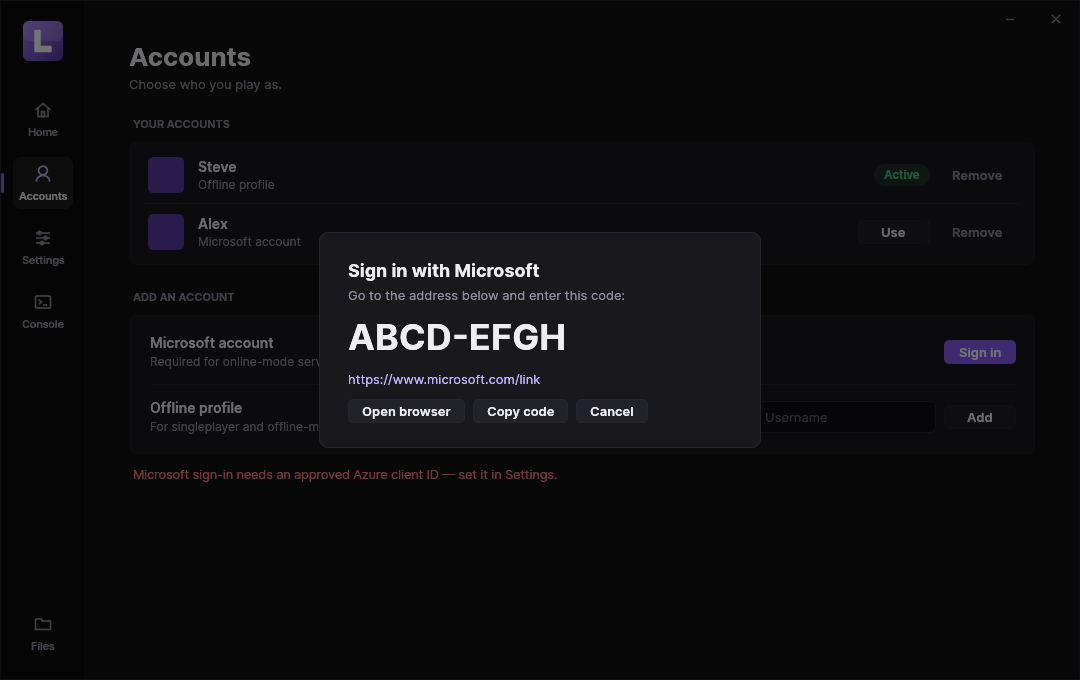 L
Home
Accounts
Settings
Console
Files
Accounts
Choose who you play as.
YOUR ACCOUNTS
Steve
Offline profile
Active
Remove
Alex
Microsoft account
Use
Remove
ADD AN ACCOUNT
Microsoft account
Required for online-mode serv
Sign in
Offline profile
For singleplayer and offline-m
Username
Add
Microsoft sign-in needs an approved Azure client ID — set it in Settings.
Sign in with Microsoft
Go to the address below and enter this code:
ABCD-EFGH
https://www.microsoft.com/link
Open browser
Copy code
Cancel